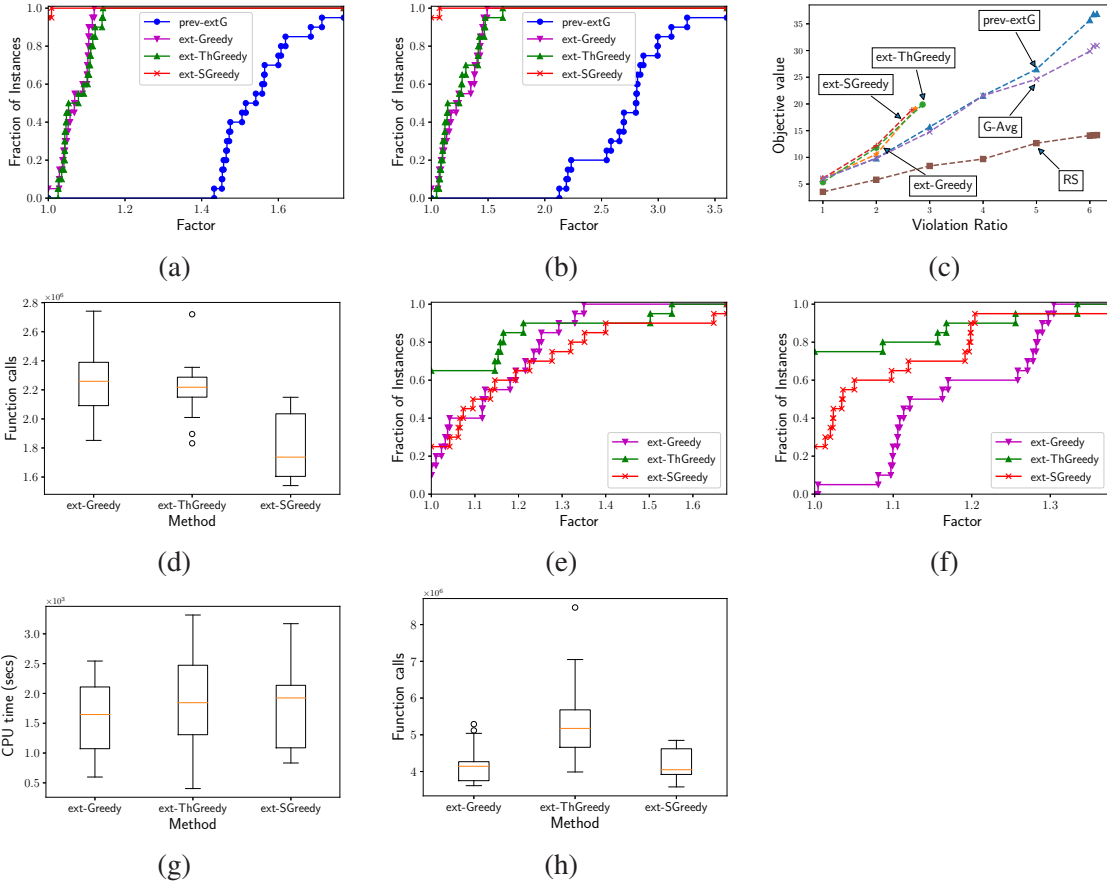 1.0
0.8
0.6
0.4
0.2
0.0
Fraction of Instances
prev-extG
ext-Greedy
ext-ThGreedy
ext-SGreedy
1.0 1.2 1.4 1.6
Factor
(a)
1.0
0.8
0.6
0.4
0.2
0.0
Fraction of Instances
prev-extG
ext-Greedy
ext-ThGreedy
ext-SGreedy
1.0 1.5 2.0 2.5 3.0 3.5
Factor
(b)
35
30
25
20
15
10
5
Objective value
prev-extG
ext-ThGreedy
ext-SGreedy
G-Avg
ext-Greedy
RS
1 2 3 4 5 6
Violation Ratio
(c)
×10⁶
2.8
2.6
2.4
2.2
2.0
1.8
1.6
Function calls
ext-Greedy ext-ThGreedy ext-SGreedy
Method
(d)
1.0
0.8
0.6
0.4
0.2
0.0
Fraction of Instances
ext-Greedy
ext-ThGreedy
ext-SGreedy
1.0 1.1 1.2 1.3 1.4 1.5 1.6
Factor
(e)
1.0
0.8
0.6
0.4
0.2
0.0
Fraction of Instances
ext-Greedy
ext-ThGreedy
ext-SGreedy
1.0 1.1 1.2 1.3
Factor
(f)
×10³
3.0
2.5
2.0
1.5
1.0
0.5
CPU time (secs)
ext-Greedy ext-ThGreedy ext-SGreedy
Method
(g)
×10⁶
8
7
6
5
4
Function calls
ext-Greedy ext-ThGreedy ext-SGreedy
Method
(h)